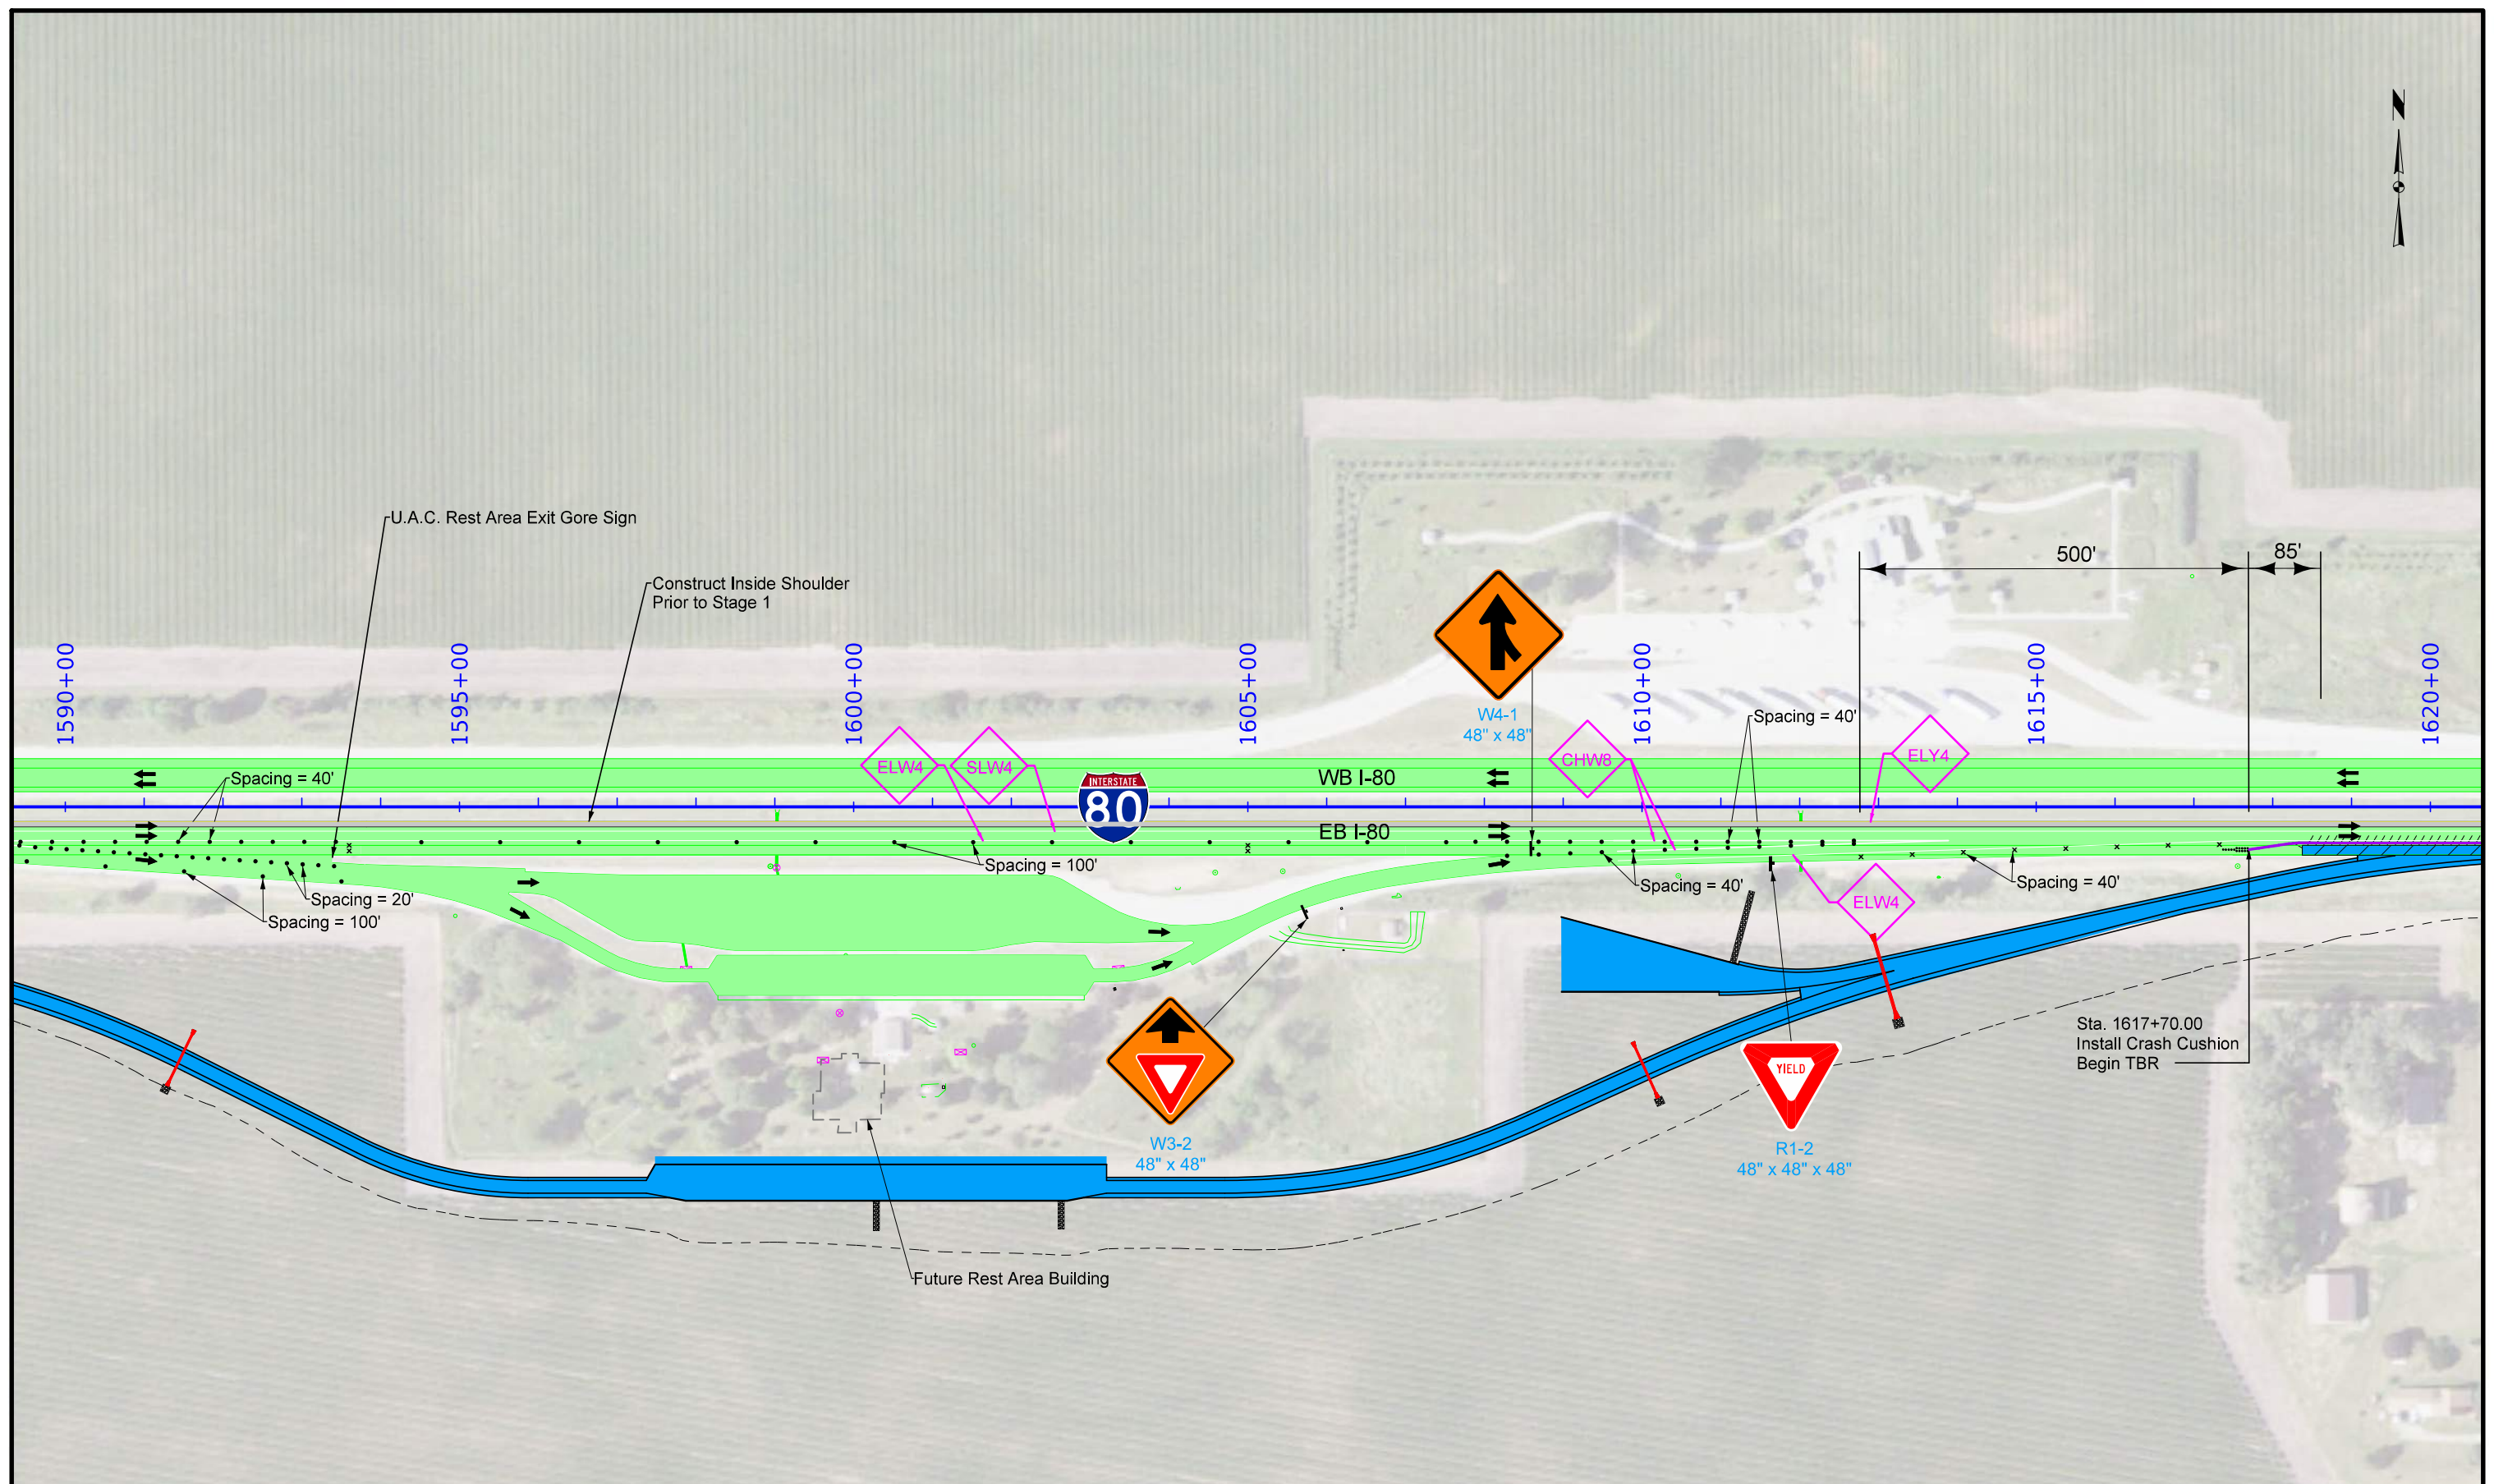 N
U.A.C. Rest Area Exit Gore Sign
Construct Inside Shoulder
Prior to Stage 1
500'
85'
1590+00
1595+00
1600+00
1605+00
1610+00
1615+00
1620+00
W4-1
48" x 48"
Spacing = 40'
ELW4
SLW4
CHW8
ELY4
Spacing = 40'
WB I-80
INTERSTATE
80
EB I-80
Spacing = 100'
Spacing = 20'
Spacing = 100'
Spacing = 40'
Spacing = 40'
ELW4
Sta. 1617+70.00
Install Crash Cushion
Begin TBR
YIELD
W3-2
48" x 48"
R1-2
48" x 48" x 48"
Future Rest Area Building